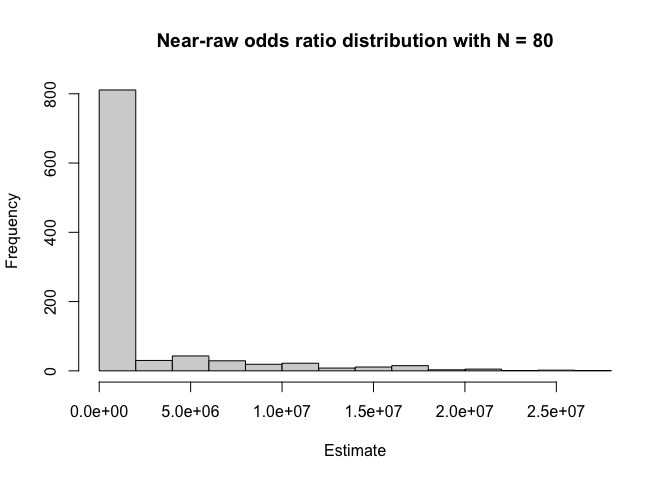 Near-raw odds ratio distribution with N = 80
Frequency
800
600
400
200
0
0.0e+00 5.0e+06 1.0e+07 1.5e+07 2.0e+07 2.5e+07
Estimate